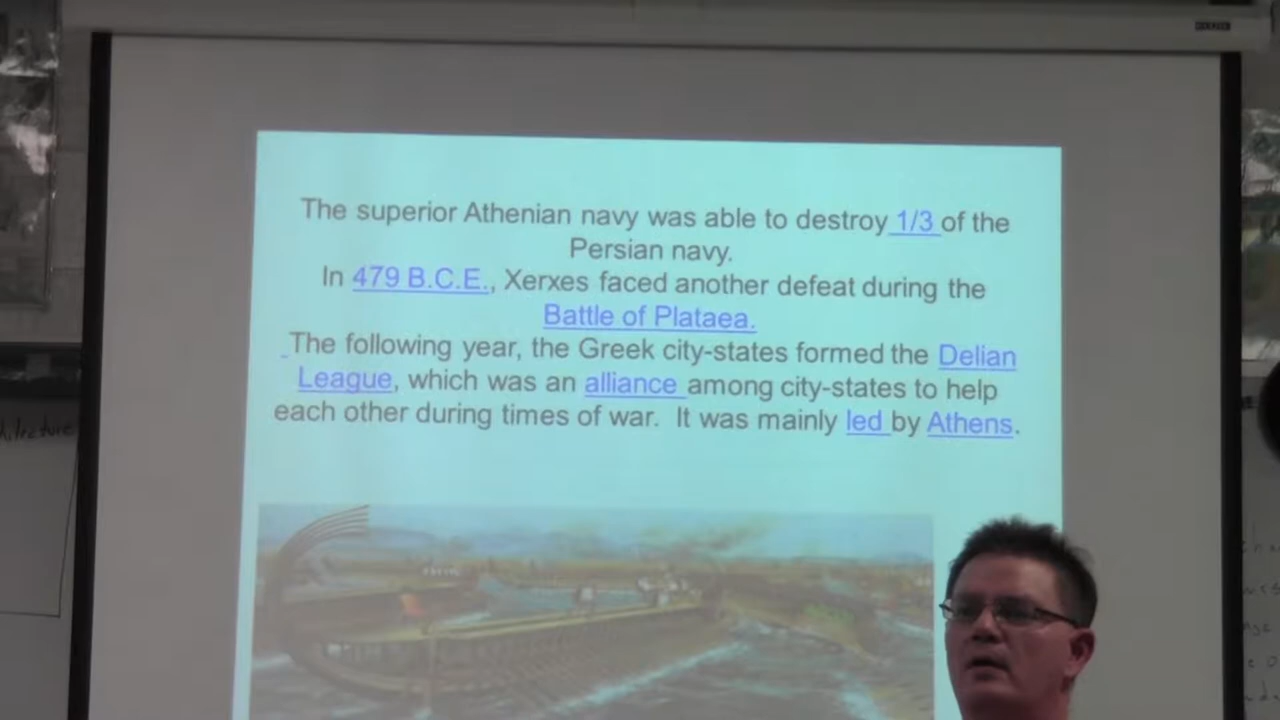 The superior Athenian navy was able to destroy 1/3 of the
Persian navy.
In 479 B.C.E., Xerxes faced another defeat during the
Battle of Plataea.
The following year, the Greek city-states formed the Delian
League, which was an alliance among city-states to help
each other during times of war. It was mainly led by Athens.